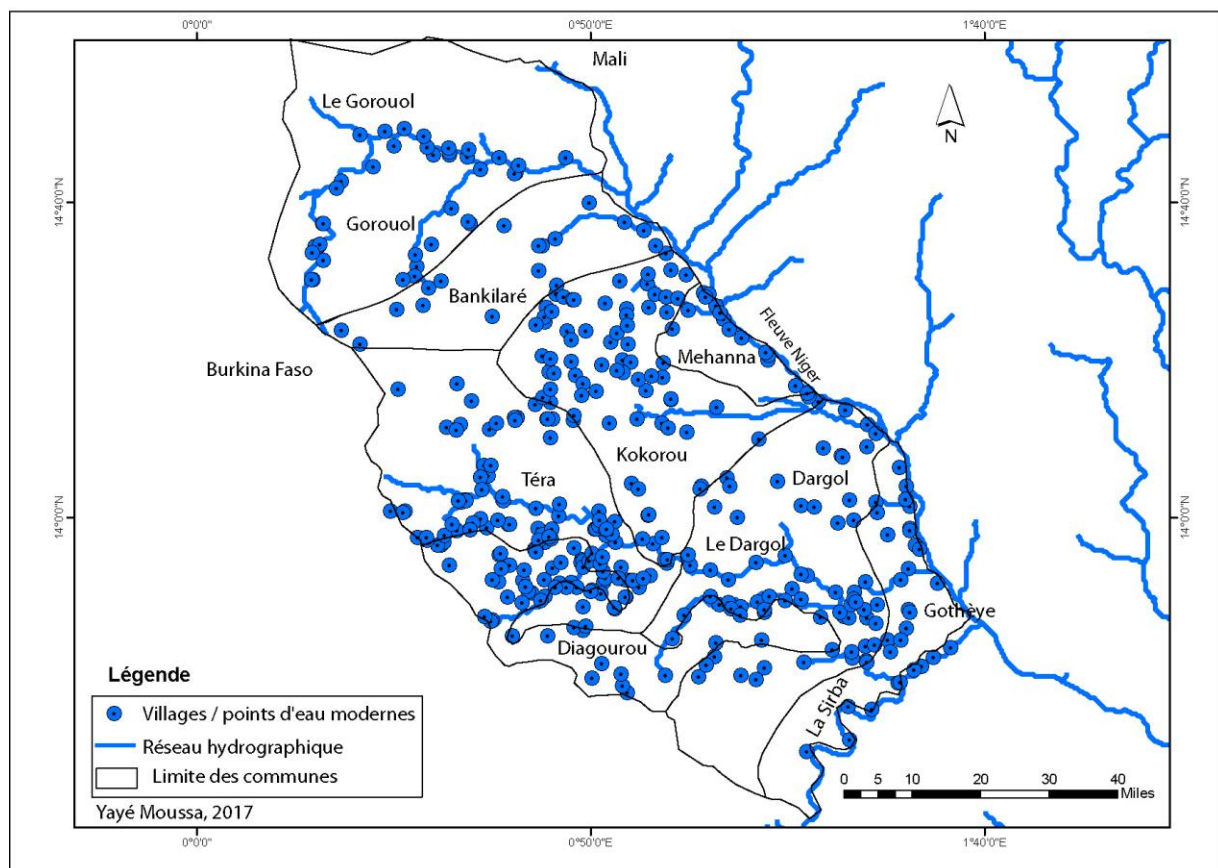 0°0'0" 0°50'0"E 1°40'0"E
Mali
Le Gorouol
N
14°40'0"N 14°40'0"N
Gorouol
Bankilaré
Fleuve Niger
Mehanna
Burkina Faso
Kokorou
Téra
Dargol
14°0'0"N 14°0'0"N
Le Dargol
Gothèye
Diagourou
La Sirba
Légende
Villages / points d'eau modernes
Réseau hydrographique
Limite des communes
Yayé Moussa, 2017
0 5 10 20 30 40
Miles
0°0'0" 0°50'0"E 1°40'0"E